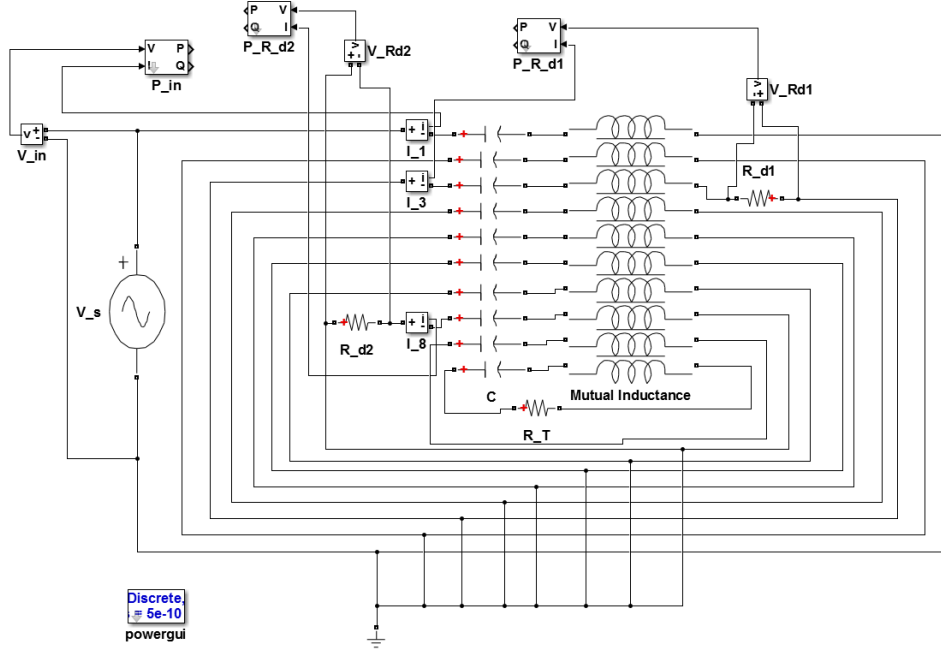 P V
Q I
P_R_d2
V_Rd2
v
+ -
P V
Q I
P_R_d1
V_Rd1
v
- +
V P
I Q
P_in
v + -
V_in
+ i -
I_1
+ i -
I_3
R_d1
+
V_s
R_d2
+ i -
I_8
C
Mutual Inductance
R_T
Discrete,
= 5e-10
powergui